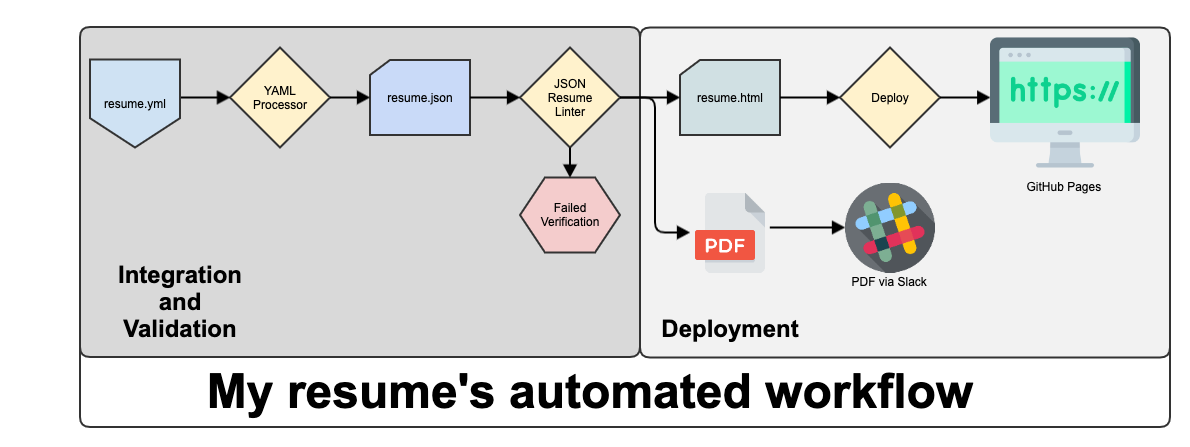 resume.yml
YAML
Processor
resume.json
JSON
Resume
Linter
Failed
Verification
Integration
and
Validation
resume.html
Deploy
https://
GitHub Pages
PDF
PDF via Slack
Deployment
My resume's automated workflow